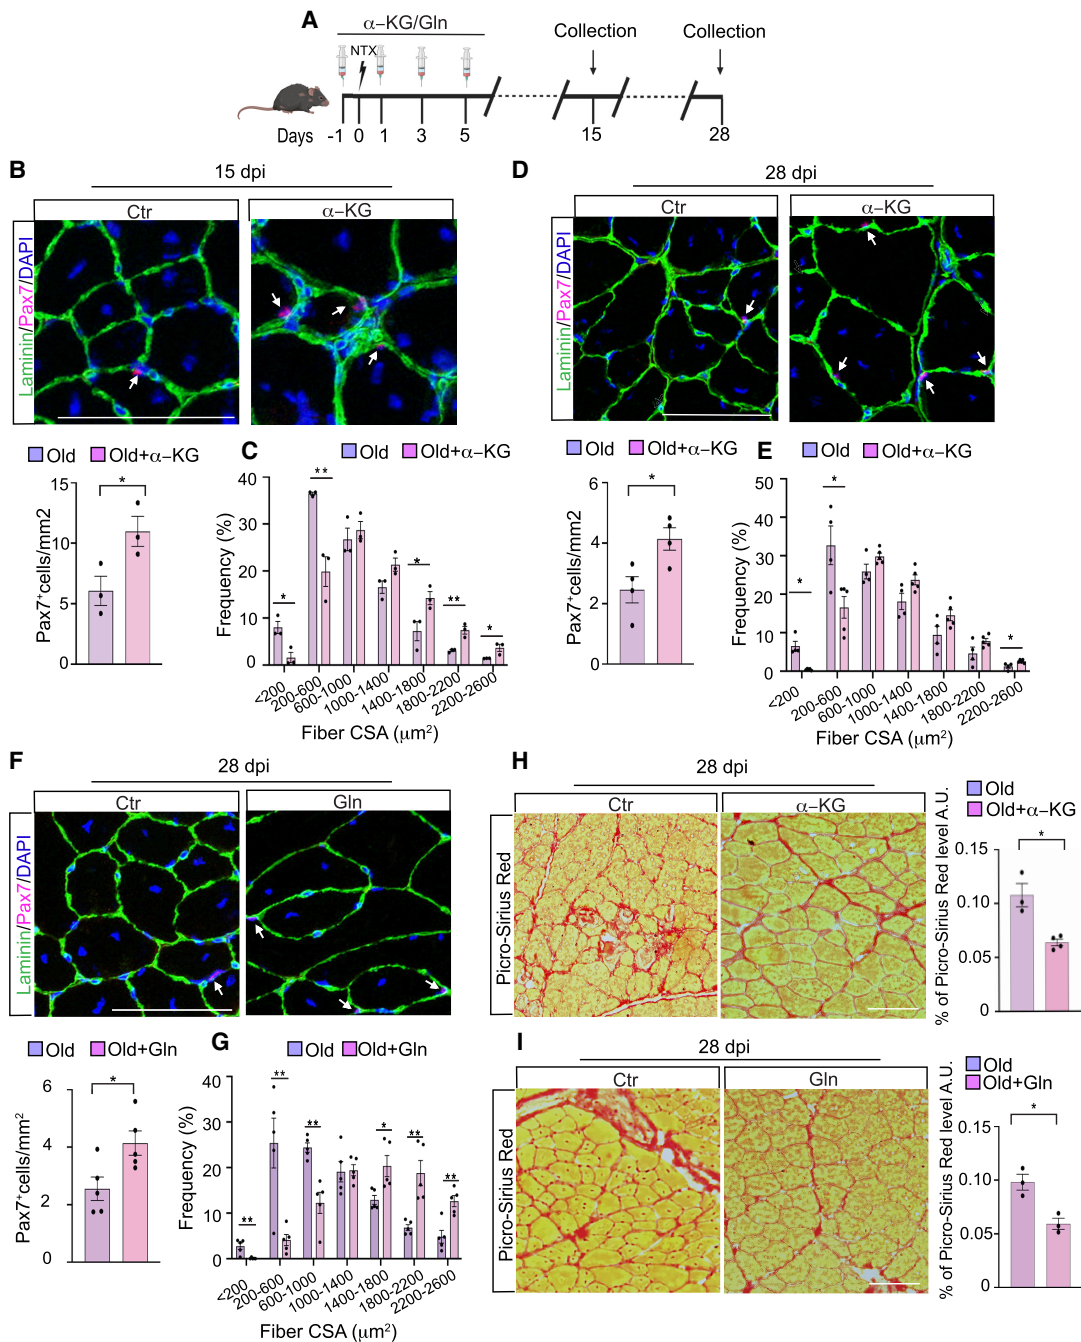 A
α–KG/Gln
NTX
Collection
Collection
Days
-1 0 1 3 5 15 28
B
15 dpi
Ctr
α–KG
Laminin/Pax7/DAPI
Old Old+α–KG
Pax7+cells/mm2
15
10
5
0
*
C
Old Old+α–KG
Frequency (%)
40
30
20
10
0
* ** * ** *
<200 200-600 600-1000 1000-1400 1400-1800 1800-2200 2200-2600
Fiber CSA (μm²)
D
28 dpi
Ctr
α–KG
Laminin/Pax7/DAPI
Old Old+α–KG
Pax7+cells/mm2
6
4
2
0
*
E
Old Old+α–KG
Frequency (%)
50
40
30
20
10
0
* * *
<200 200-600 600-1000 1000-1400 1400-1800 1800-2200 2200-2600
Fiber CSA (μm²)
F
28 dpi
Ctr
Gln
Laminin/Pax7/DAPI
Old Old+Gln
Pax7+cells/mm²
6
4
2
0
*
G
Old Old+Gln
Frequency (%)
40
30
20
10
0
** ** ** * ** **
<200 200-600 600-1000 1000-1400 1400-1800 1800-2200 2200-2600
Fiber CSA (μm²)
H
28 dpi
Ctr
α–KG
Picro-Sirius Red
Old
Old+α–KG
% of Picro-Sirius Red level A.U.
0.15
0.10
0.05
0
*
I
28 dpi
Ctr
Gln
Picro-Sirius Red
Old
Old+Gln
% of Picro-Sirius Red level A.U.
0.15
0.10
0.05
0
*